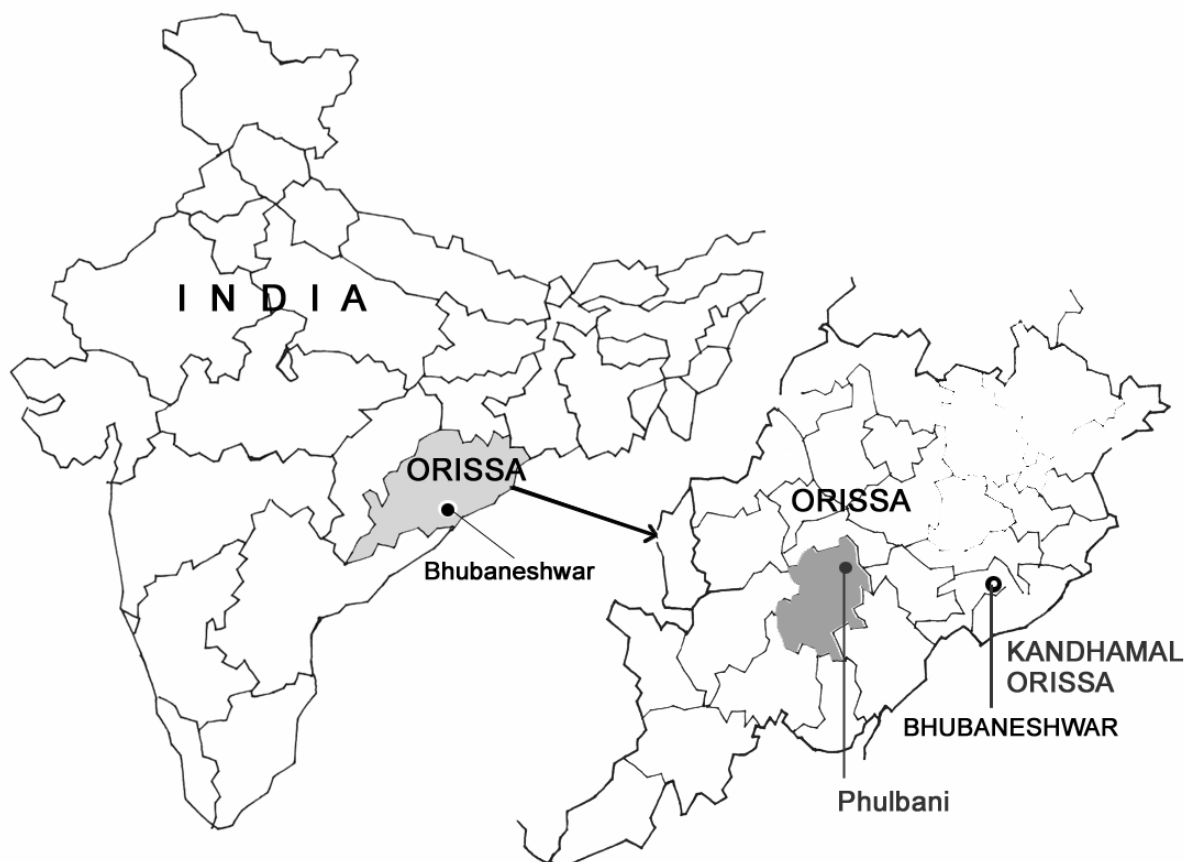 I N D I A
ORISSA
Bhubaneshwar
ORISSA
KANDHAMAL
ORISSA
BHUBANESHWAR
Phulbani